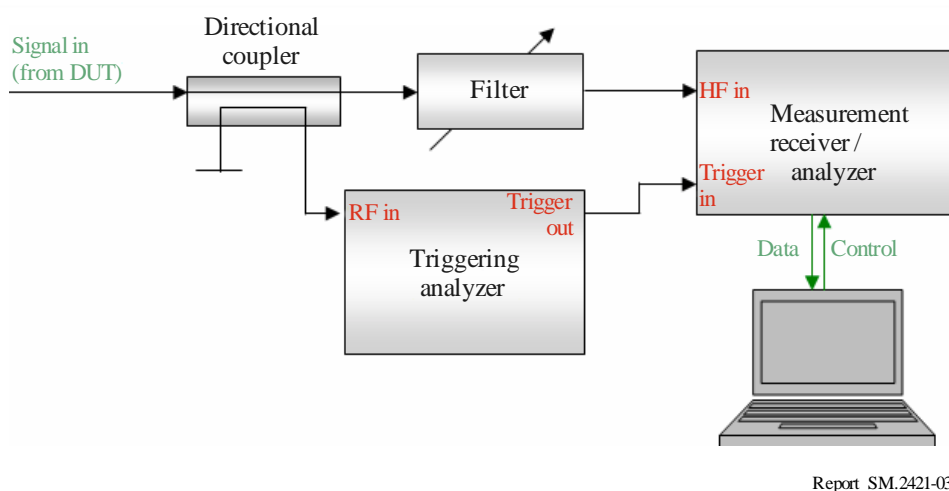 Directional
coupler
Signal in
(from DUT)
Filter
HF in
Measurement
receiver /
analyzer
Trigger
in
RF in
Trigger
out
Triggering
analyzer
Data
Control
Report SM.2421-03